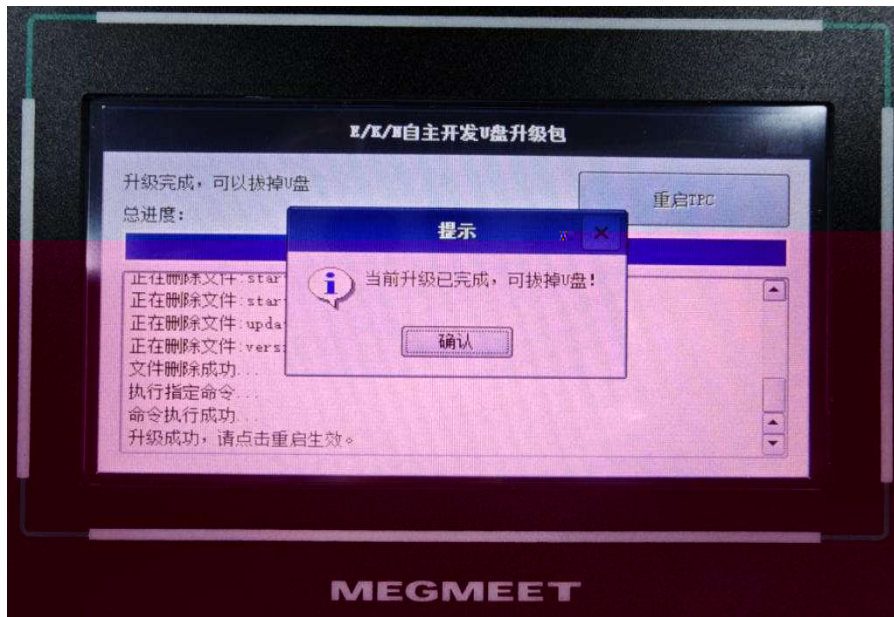 E/K/N自主开发U盘升级包
升级完成，可以拔掉U盘
重启TPC
总进度：
提示
当前升级已完成，可拔掉U盘！
确认
正在删除文件:star
正在删除文件:star
正在删除文件:upda
正在删除文件:vers
文件删除成功...
执行指定命令...
命令执行成功...
升级成功，请点击重启生效。
MEGMEET